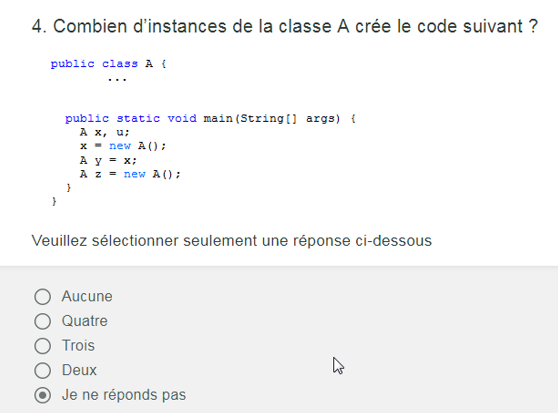 4. Combien d’instances de la classe A crée le code suivant ?
public class A {
...
public static void main(String[] args) {
A x, u;
x = new A();
A y = x;
A z = new A();
}
}
Veuillez sélectionner seulement une réponse ci-dessous
Aucune
Quatre
Trois
Deux
Je ne réponds pas